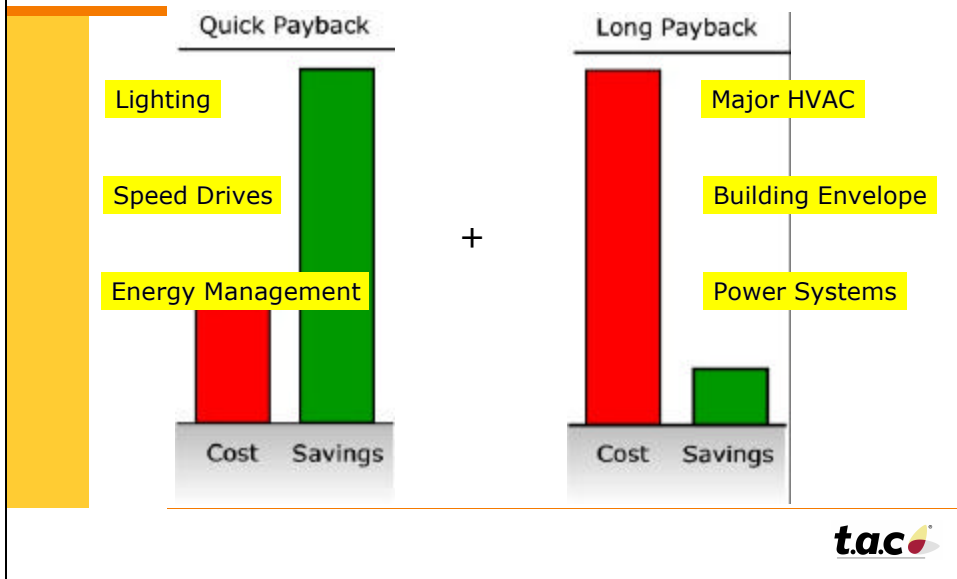 Quick Payback
Long Payback
Lighting
Major HVAC
Speed Drives
Building Envelope
+
Energy Management
Power Systems
Cost Savings
Cost Savings
t.a.c